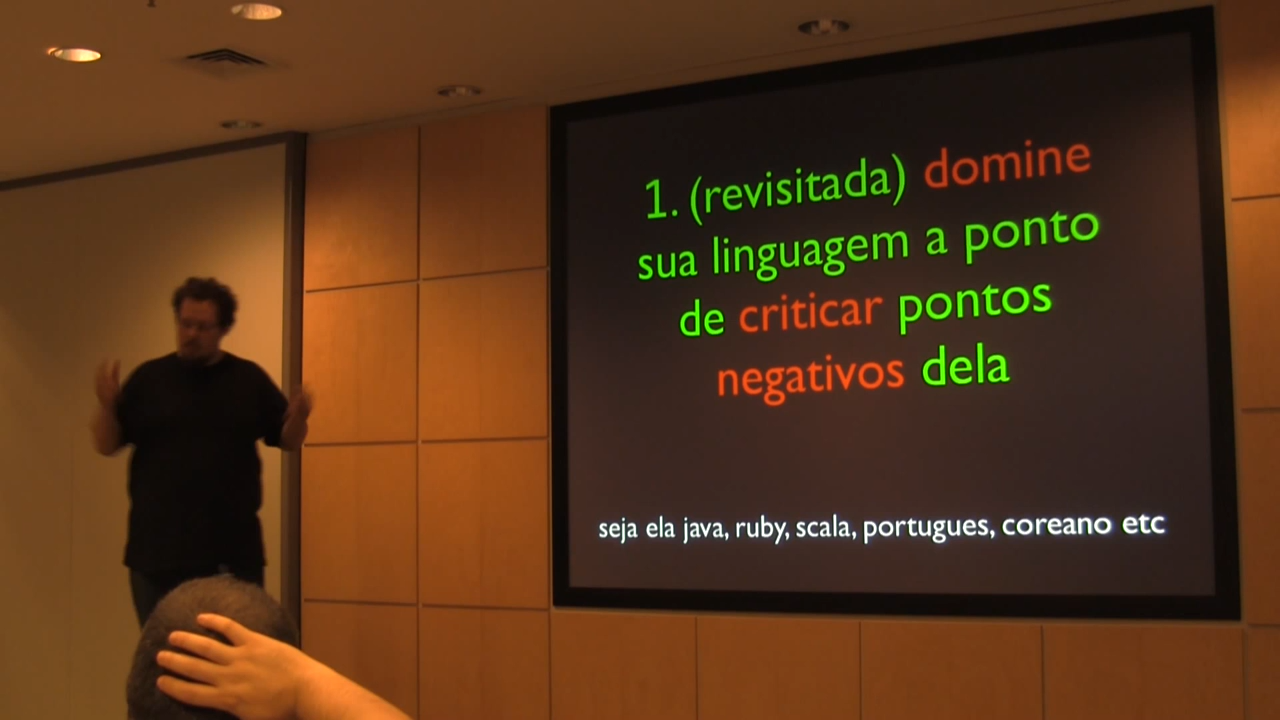 1. (revisitada) domine
sua linguagem a ponto
de criticar pontos
negativos dela
seja ela java, ruby, scala, portugues, coreano etc